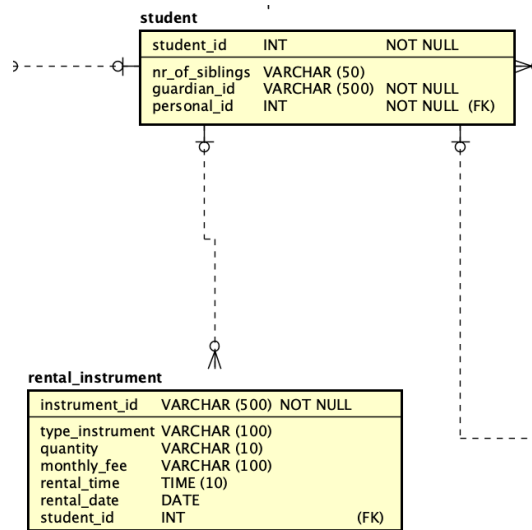 student
student_id INT NOT NULL
nr_of_siblings VARCHAR (50)
guardian_id VARCHAR (500) NOT NULL
personal_id INT NOT NULL (FK)
rental_instrument
instrument_id VARCHAR (500) NOT NULL
type_instrument VARCHAR (100)
quantity VARCHAR (10)
monthly_fee VARCHAR (100)
rental_time TIME (10)
rental_date DATE
student_id INT (FK)